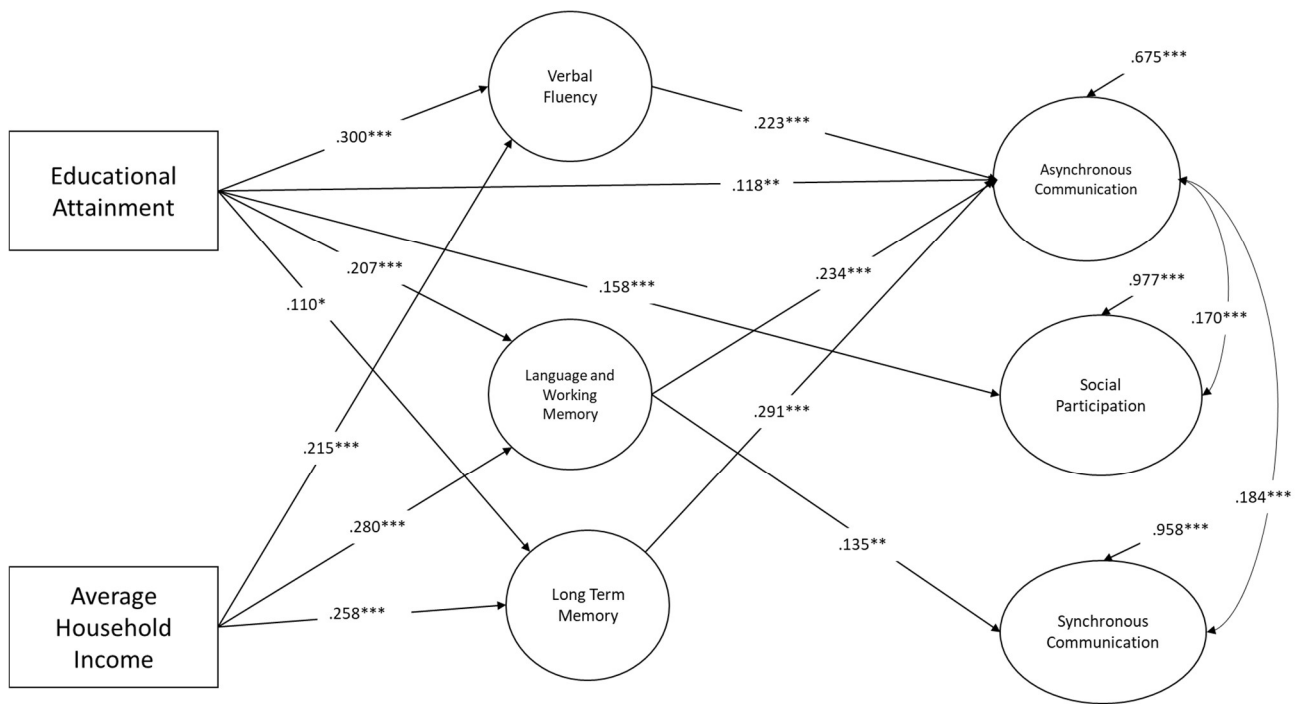 Verbal
Fluency
.675***
.300***
.223***
Educational
Attainment
.118**
Asynchronous
Communication
.207***
.158***
.234***
.977***
.110*
.170***
Language and
Working
Memory
Social
Participation
.291***
.215***
.184***
.280***
.135**
.958***
Average
Household
Income
.258***
Long Term
Memory
Synchronous
Communication